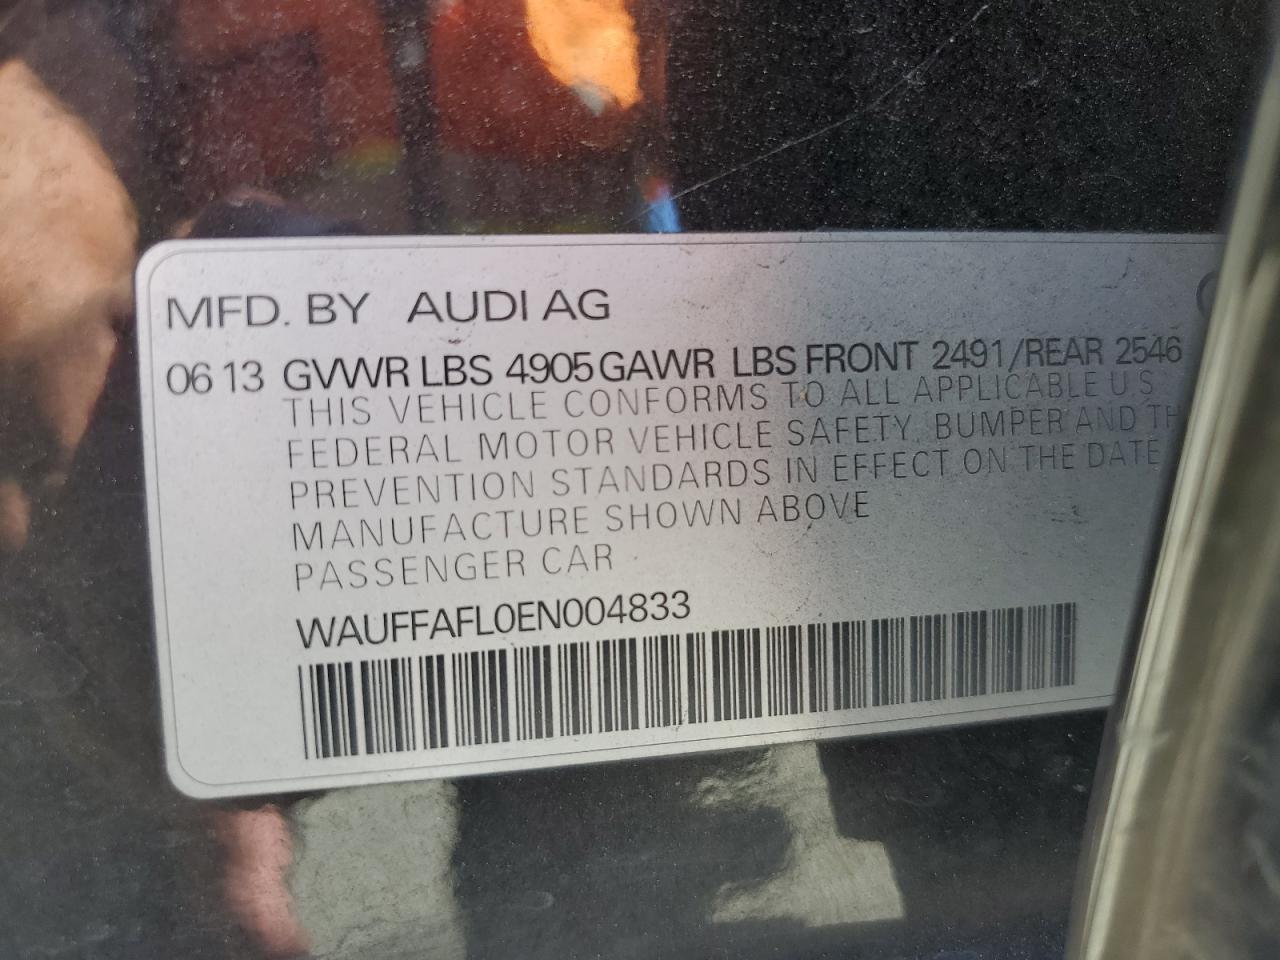 MFD. BY AUDI AG
06 13 GVWR LBS 4905 GAWR LBS FRONT 2491/REAR 2546
THIS VEHICLE CONFORMS TO ALL APPLICABLE U S
FEDERAL MOTOR VEHICLE SAFETY, BUMPER AND TH
PREVENTION STANDARDS IN EFFECT ON THE DATE
MANUFACTURE SHOWN ABOVE
PASSENGER CAR
WAUFFAFL0EN004833